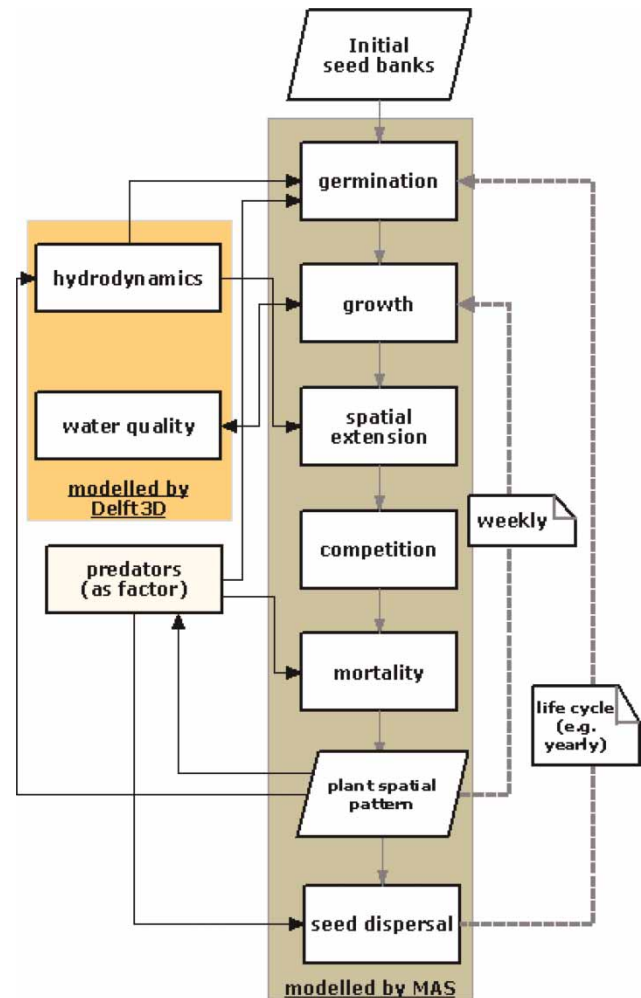 Initial
seed banks
germination
hydrodynamics
growth
water quality
spatial
extension
modelled by
Delft3D
weekly
competition
predators
(as factor)
mortality
life cycle
(e.g.
yearly)
plant spatial
pattern
seed dispersal
modelled by MAS